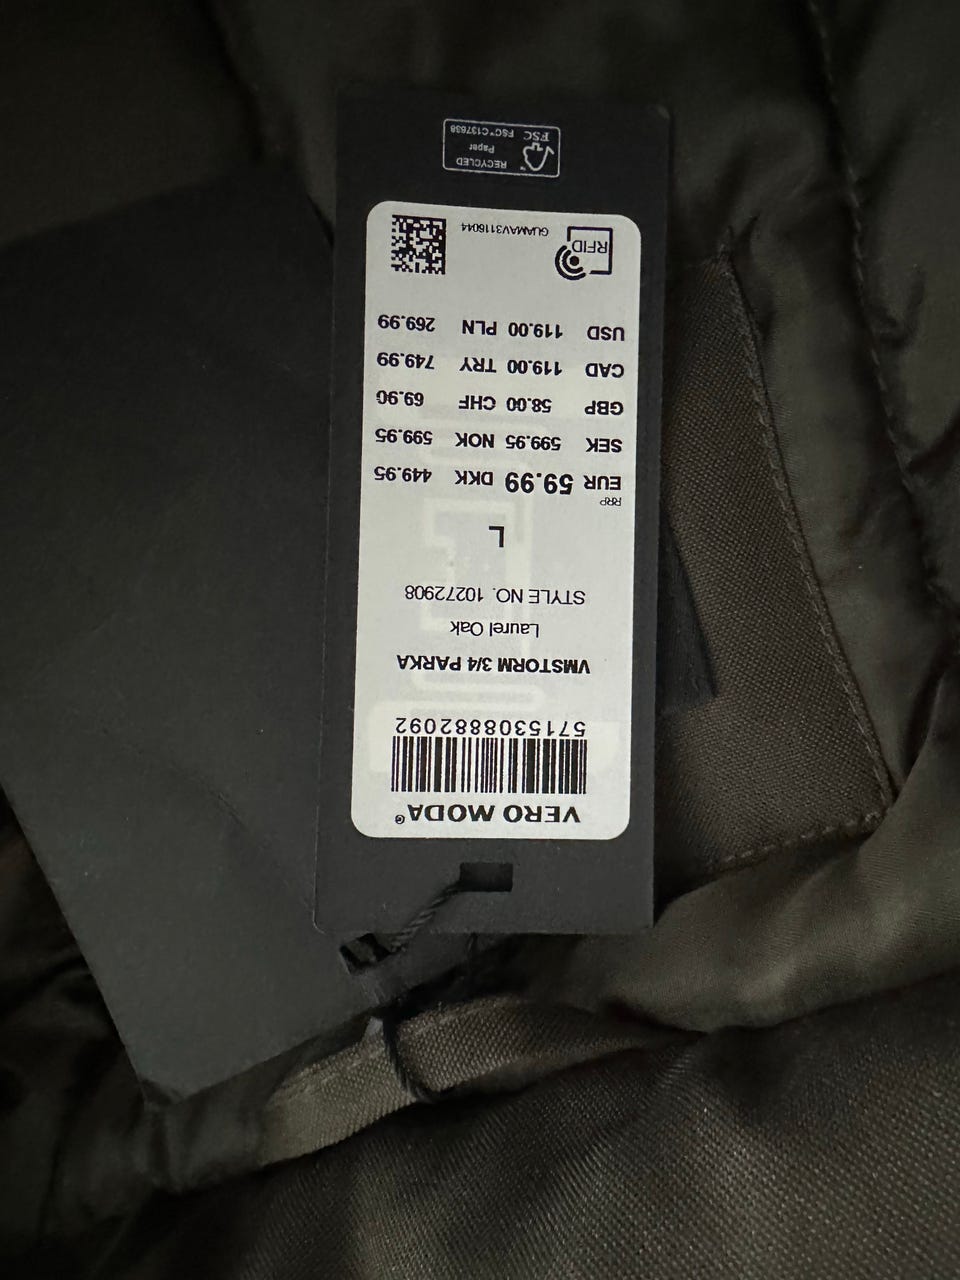 VERO MODA®
5715308882092
VMSTORM 3/4 PARKA
Laurel Oak
STYLE NO. 10272908
L
RRP
EUR 59.99 DKK 449.95
SEK 599.95 NOK 599.95
GBP 58.00 CHF 69.90
CAD 119.00 TRY 749.99
USD 119.00 PLN 269.99
RFID
GUAMAV3116044
RECYCLED
Paper
FSC FSC® C137638